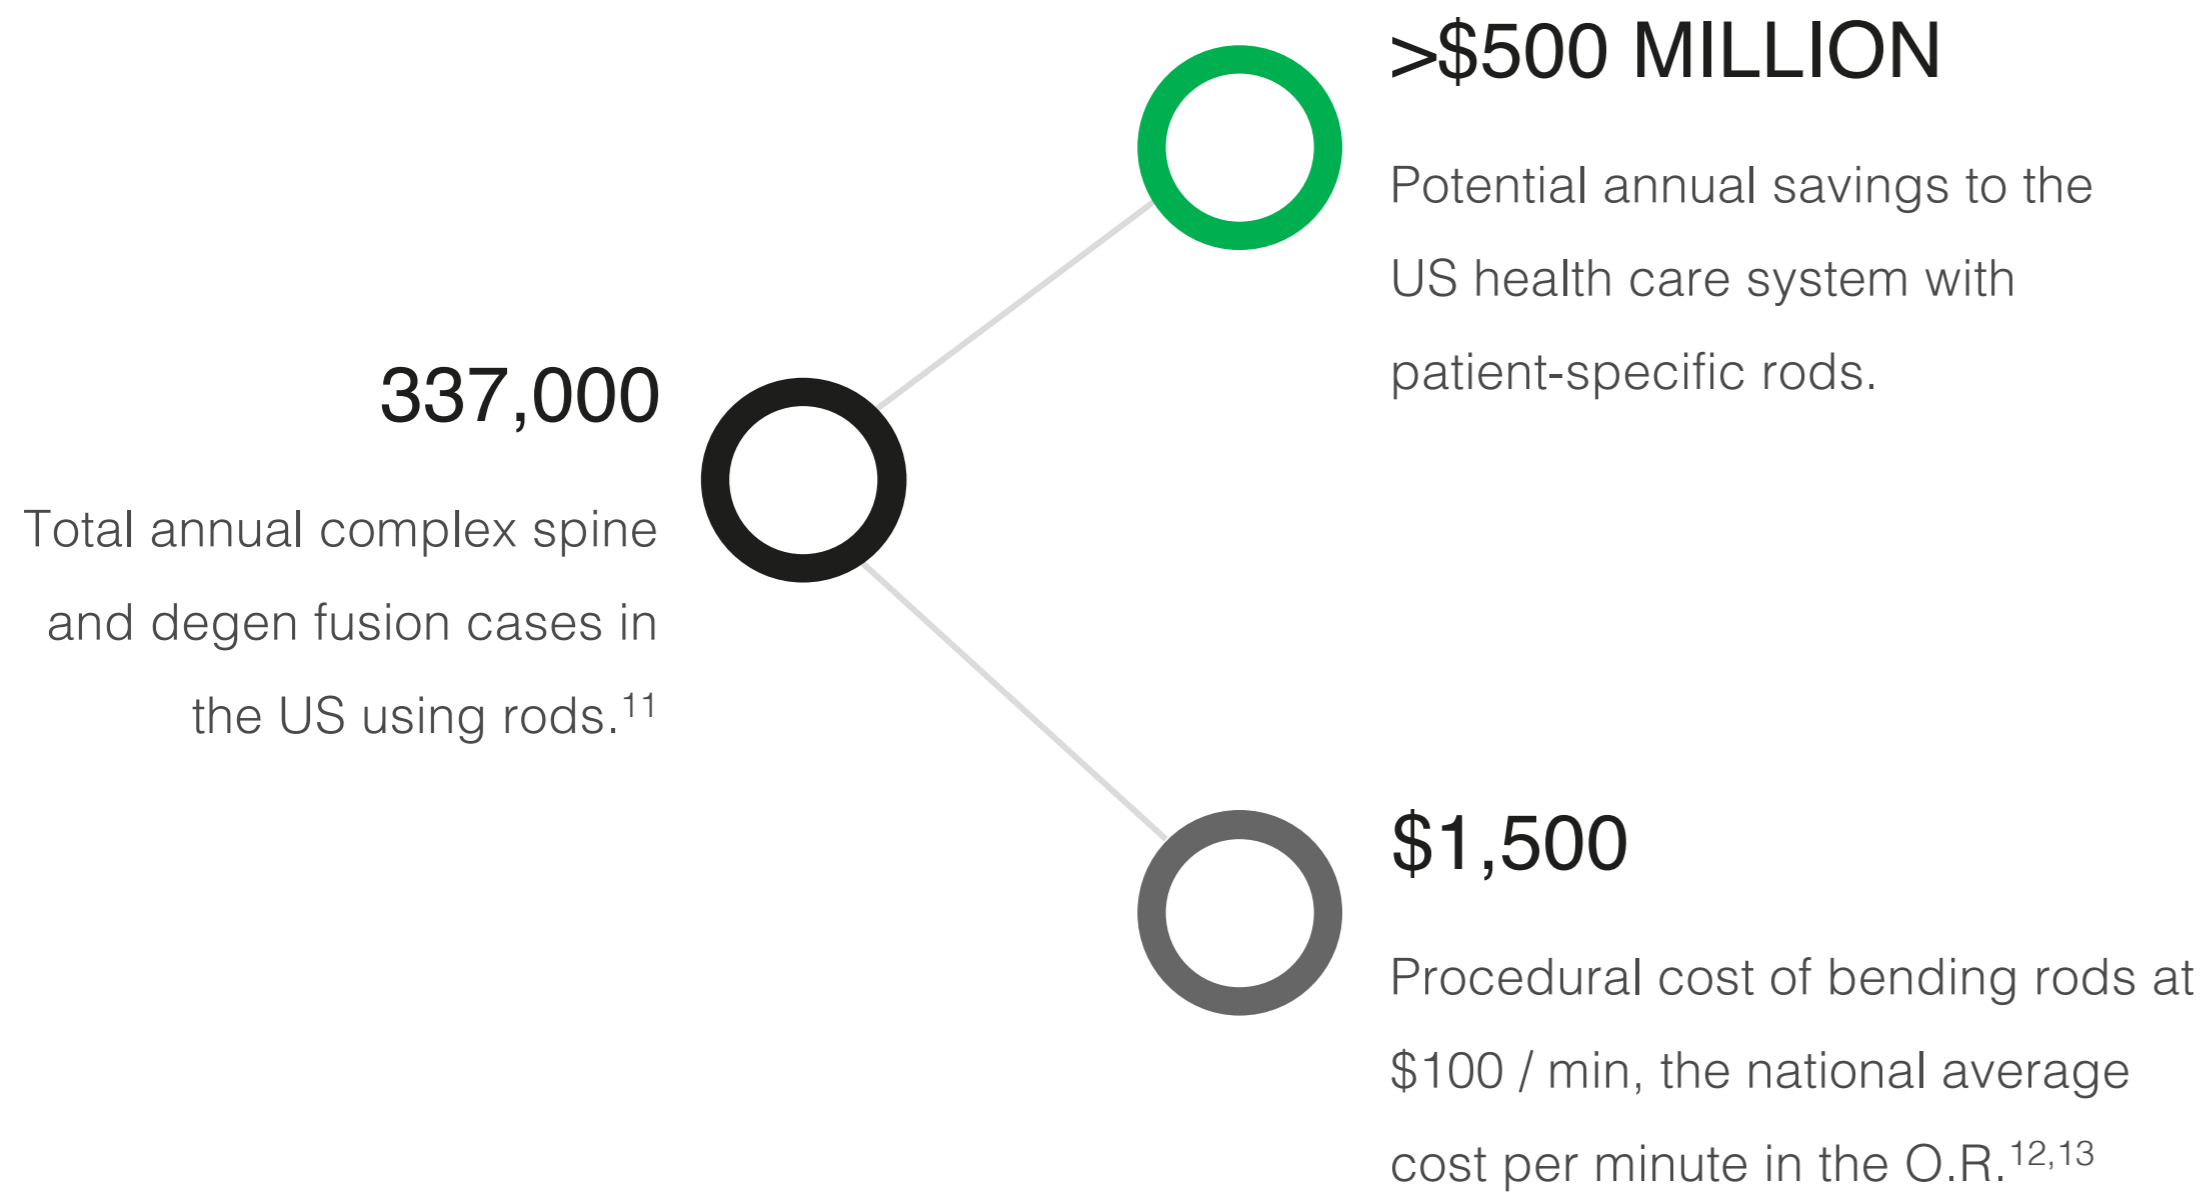 >$500 MILLION
Potential annual savings to the
US health care system with
patient-specific rods.
337,000
Total annual complex spine
and degen fusion cases in
the US using rods.¹¹
$1,500
Procedural cost of bending rods at
$100 / min, the national average
cost per minute in the O.R.¹²,¹³